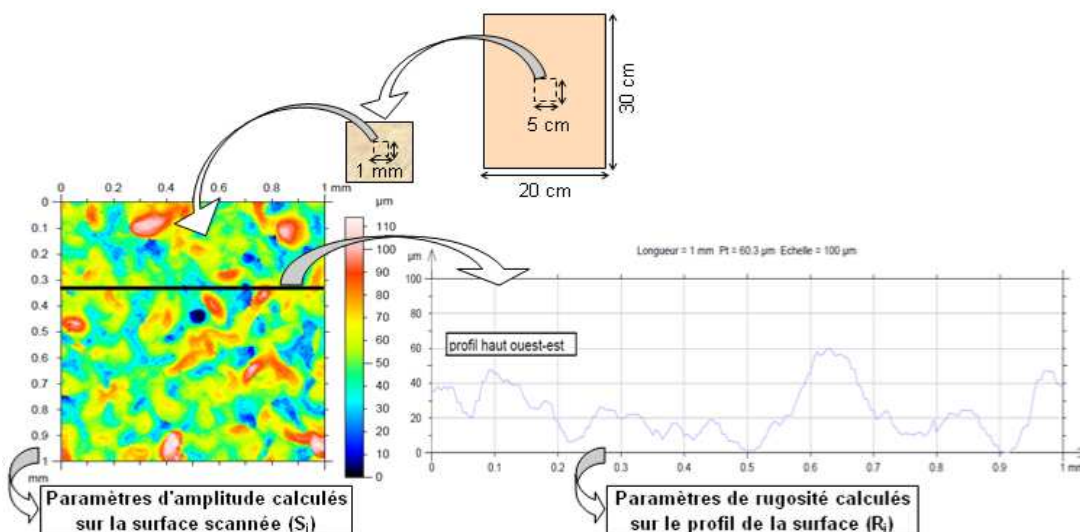 30 cm
5 cm
20 cm
1 mm
0 0.2 0.4 0.6 0.8 1 mm
µm
0
0.1
0.2
0.3
0.4
0.5
0.6
0.7
0.8
0.9
1
mm
110
100
90
80
70
60
50
40
30
20
10
0
Longueur = 1 mm Pt = 60.3 µm Echelle = 100 µm
µm
100
80
60
40
20
0
profil haut ouest-est
0 0.1 0.2 0.3 0.4 0.5 0.6 0.7 0.8 0.9 1 mm
Paramètres d'amplitude calculés
sur la surface scannée (Si)
Paramètres de rugosité calculés
sur le profil de la surface (Ri)